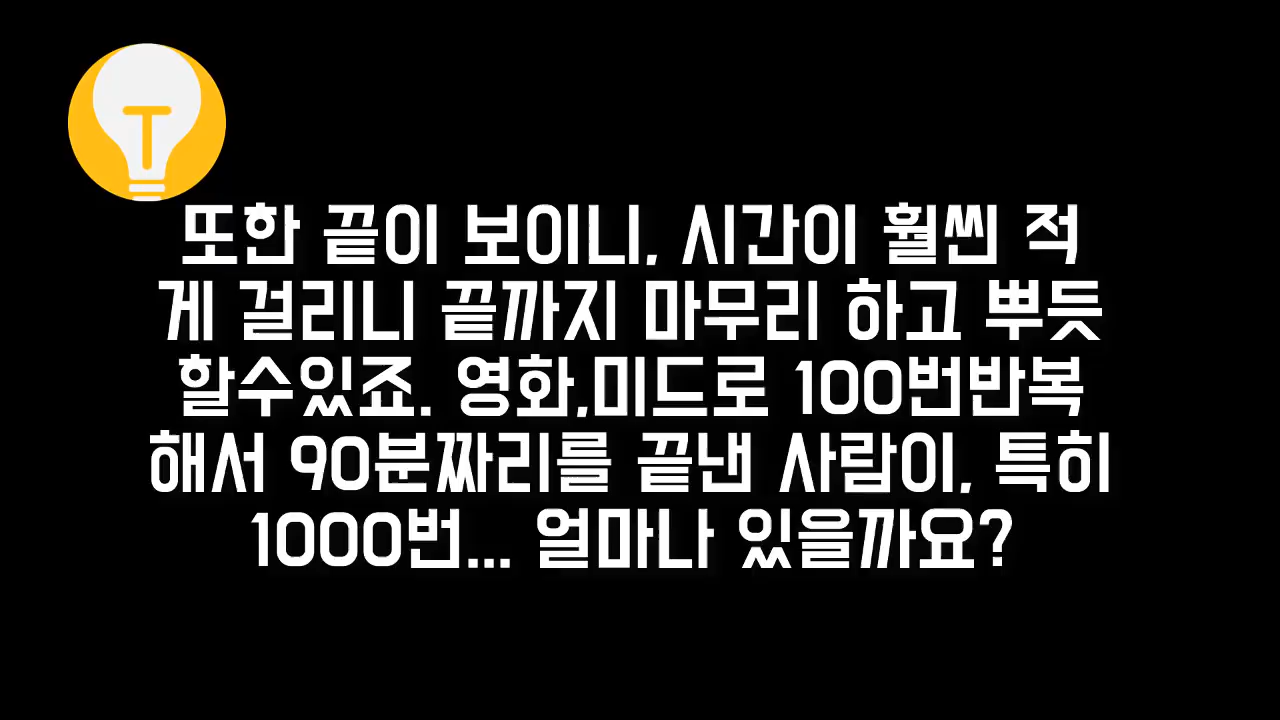 T
또한 끝이 보이니, 시간이 훨씬 적
게 걸리니 끝까지 마무리 하고 뿌듯
할수있죠. 영화,미드로 100번반복
해서 90분짜리를 끝낸 사람이, 특히
1000번... 얼마나 있을까요?